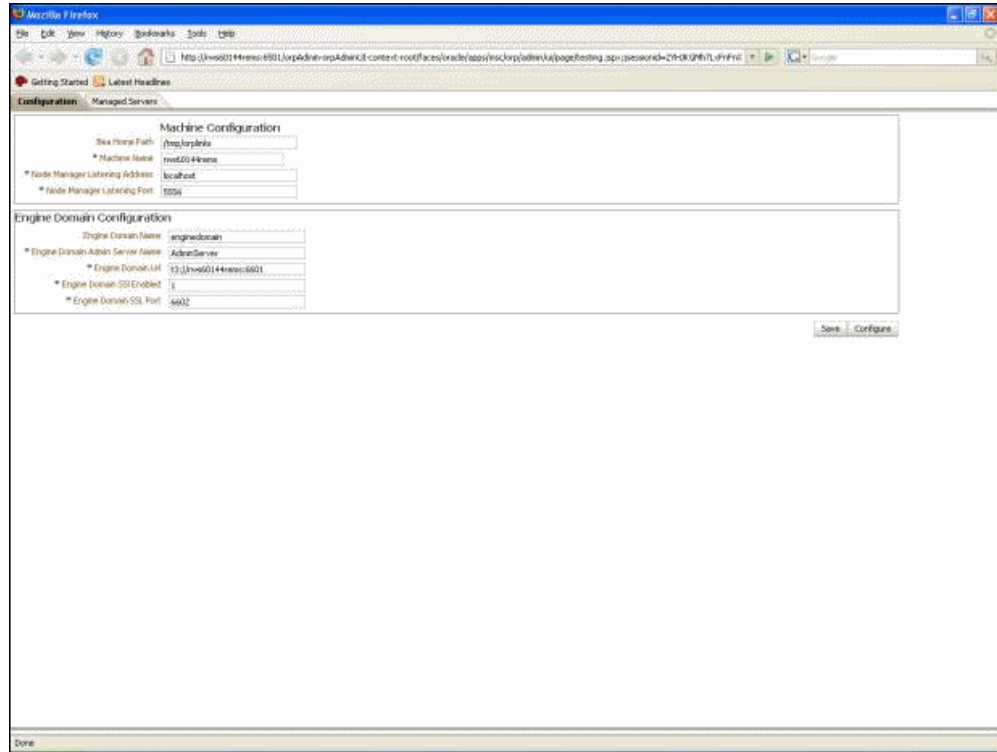 Mozilla Firefox
File Edit View History Bookmarks Tools Help
Google
Getting Started Latest Headlines
Configuration Managed Servers
Machine Configuration
Bea Home Path /tmp/orplinks
* Machine Name
* Node Manager Listening Address localhost
* Node Manager Listening Port 5556
Engine Domain Configuration
Engine Domain Name enginedomain
* Engine Domain Admin Server Name AdminServer
* Engine Domain Url
* Engine Domain SSl Enabled 1
* Engine Domain SSL Port 6602
Save Configure
Done